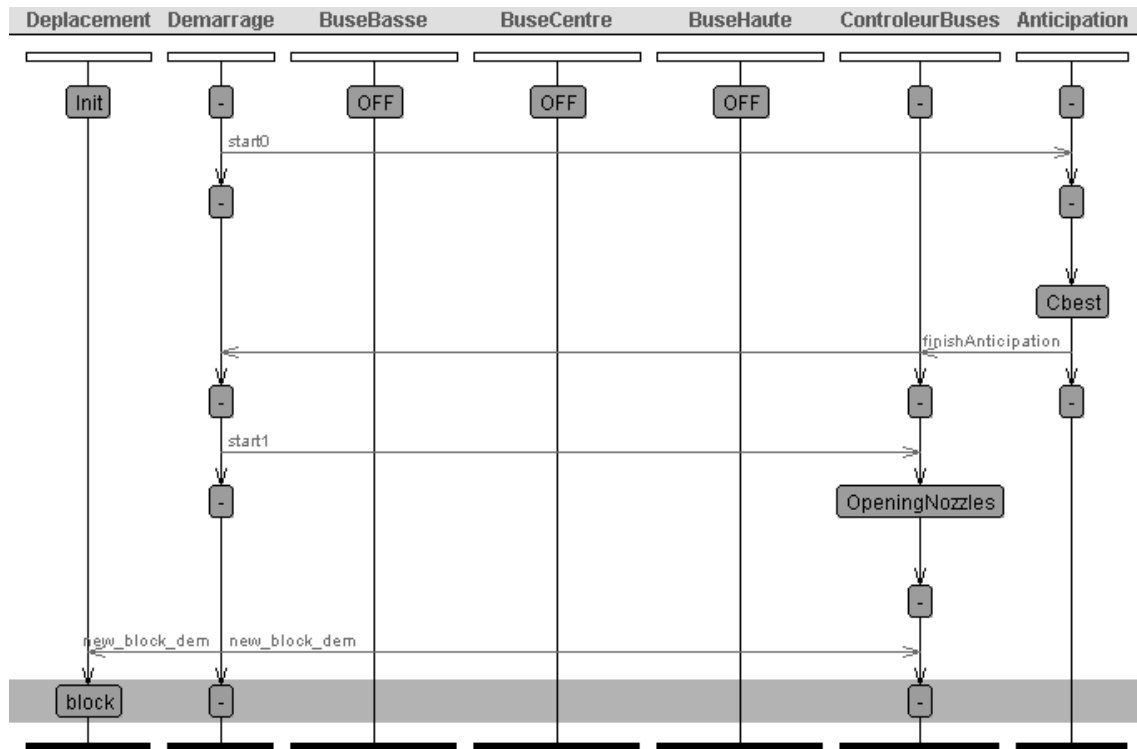 Deplacement Demarrage BuseBasse BuseCentre BuseHaute ControleurBuses Anticipation
Init - OFF OFF OFF - -
start0
- -
Cbest
finishAnticipation
- - -
start1
- OpeningNozzles
-
new_block_dem new_block_dem
block - -